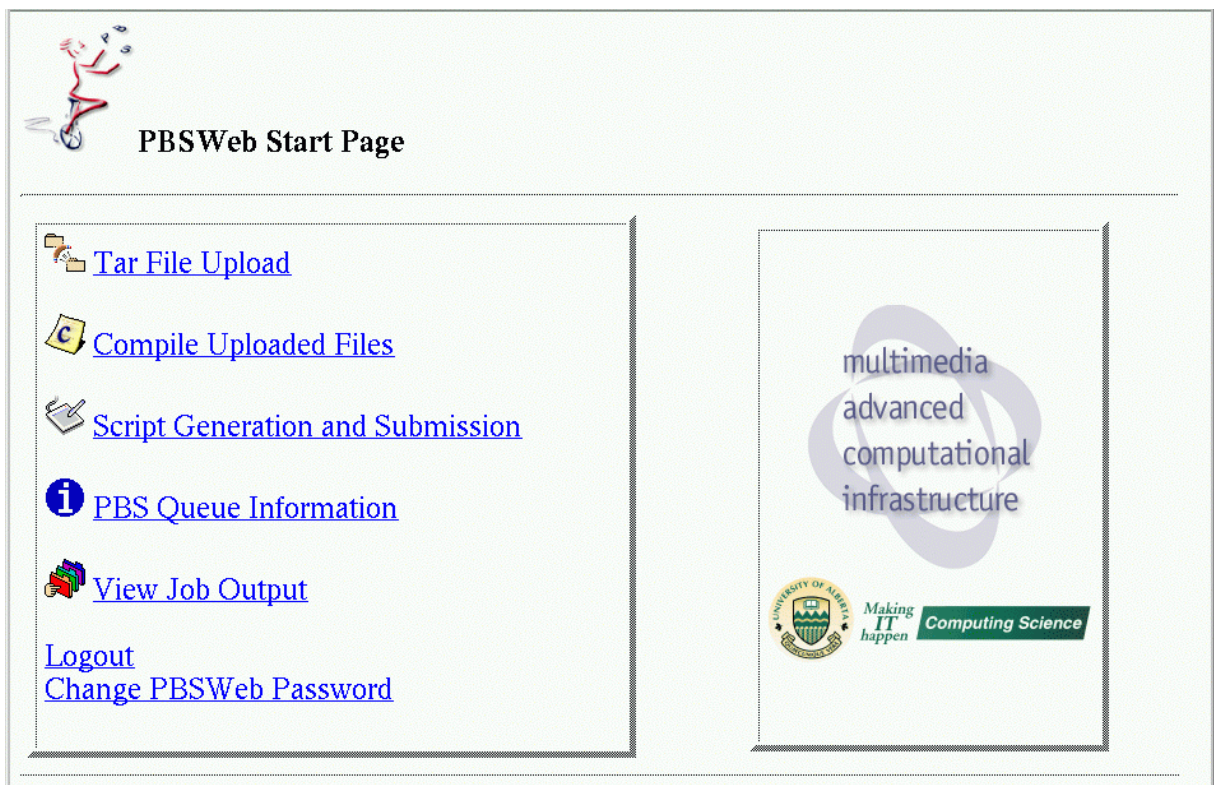 P B S
PBSWeb Start Page
Tar File Upload
C Compile Uploaded Files
Script Generation and Submission
i PBS Queue Information
View Job Output
Logout
Change PBSWeb Password
multimedia
advanced
computational
infrastructure
UNIVERSITY OF ALBERTA
Making
IT
happen
Computing Science